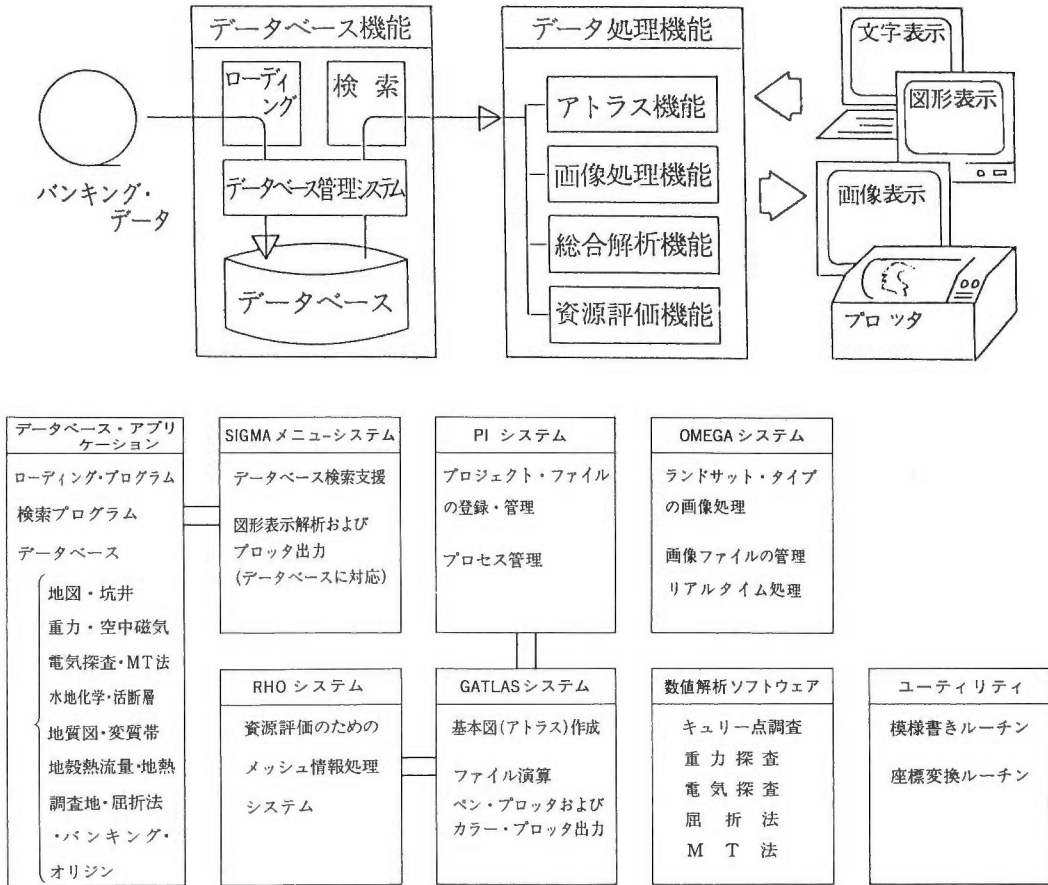 データベース機能
ローディ
ング
検索
データベース管理システム
データベース
バンキング・
データ
データ処理機能
アトラス機能
画像処理機能
総合解析機能
資源評価機能
文字表示
図形表示
画像表示
プロッタ
データベース・アプリ
ケーション
ローディング・プログラム
検索プログラム
データベース
地図・坑井
重力・空中磁気
電気探査・MT法
水地化学・活断層
地質図・変質帯
地殻熱流量・地熱
調査地・屈折法
・バンキング・
オリジン
SIGMAメニューシステム
データベース検索支援
図形表示解析および
プロッタ出力
(データベースに対応)
PI システム
プロジェクト・ファイル
の登録・管理
プロセス管理
OMEGAシステム
ランドサット・タイプ
の画像処理
画像ファイルの管理
リアルタイム処理
RHO システム
資源評価のための
メッシュ情報処理
システム
GATLASシステム
基本図(アトラス)作成
ファイル演算
ペン・プロッタおよび
カラー・プロッタ出力
数値解析ソフトウェア
キュリー点調査
重力探査
電気探査
屈折法
MT法
ユーティリティ
模様書きルーチン
座標変換ルーチン